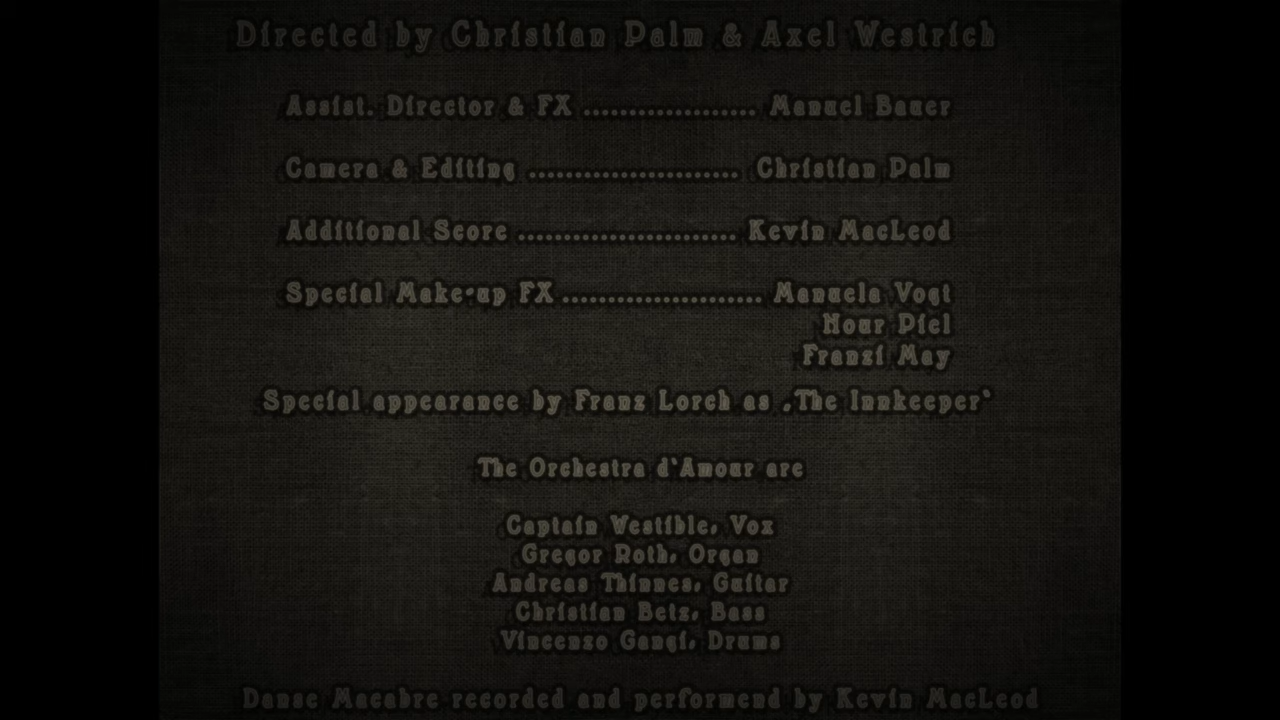 Directed by Christian Palm & Axel Westrich
Assist. Director & FX ................... Manuel Bauer
Camera & Editing ....................... Christian Palm
Additional Score ........................ Kevin MacLeod
Special Make-up FX ...................... Manuela Vogt
Nour Piel
Franzi May
Special appearance by Franz Lorch as ‚The Innkeeper‘
The Orchestra d'Amour are
Captain Westible, Vox
Gregor Roth, Organ
Andreas Thinnes, Guitar
Christian Betz, Bass
Vincenzo Gangi, Drums
Danse Macabre recorded and performend by Kevin MacLeod